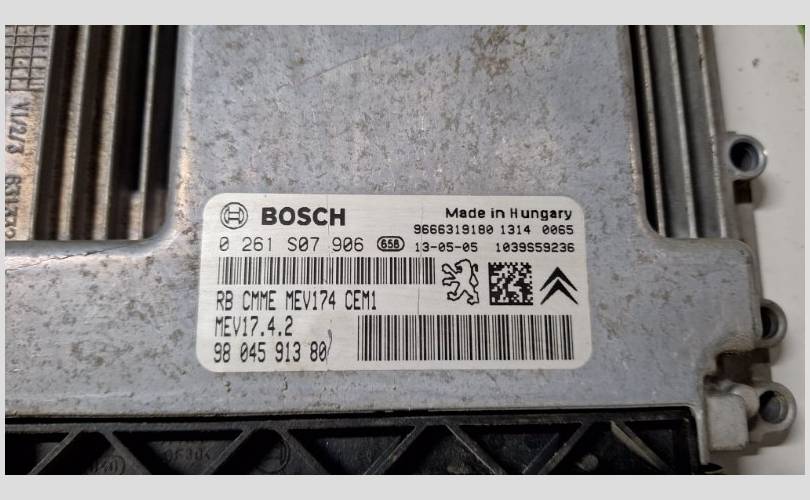 BOSCH
Made in Hungary
9666319180 1314 0065
0 261 S07 906 658 13-05-05 1039S59236
RB CMME MEV174 CEM1
MEV17.4.2
98 045 913 80